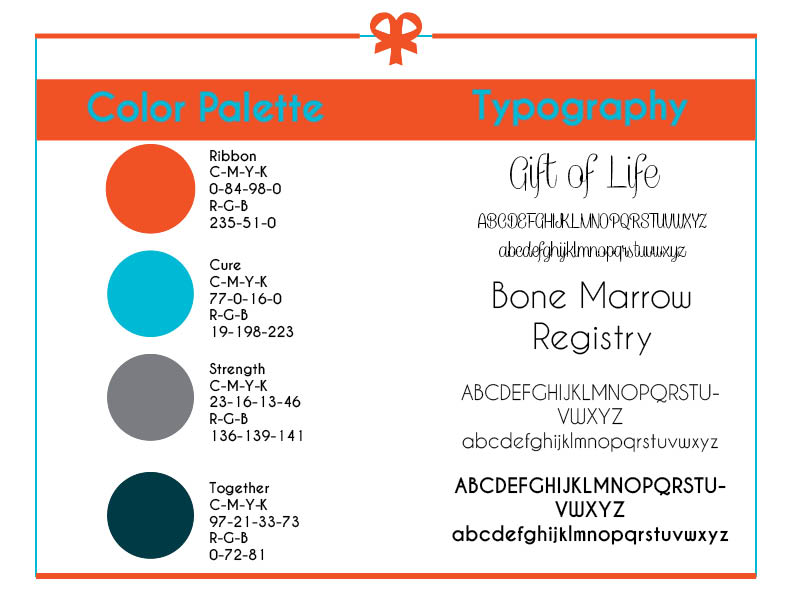 Color Palette
Typography
Ribbon
C-M-Y-K
0-84-98-0
R-G-B
235-51-0
Cure
C-M-Y-K
77-0-16-0
R-G-B
19-198-223
Strength
C-M-Y-K
23-16-13-46
R-G-B
136-139-141
Together
C-M-Y-K
97-21-33-73
R-G-B
0-72-81
Gift of Life
ABCDEFGHIJKLMNOPQRSTUVWXYZ
abcdefghijklmnopqrstuvwxyz
Bone Marrow
Registry
ABCDEFGHIJKLMNOPQRSTU-
VWXYZ
abcdefghijklmnopqrstuvwxyz
ABCDEFGHIJKLMNOPQRSTU-
VWXYZ
abcdefghijklmnopqrstuvwxyz